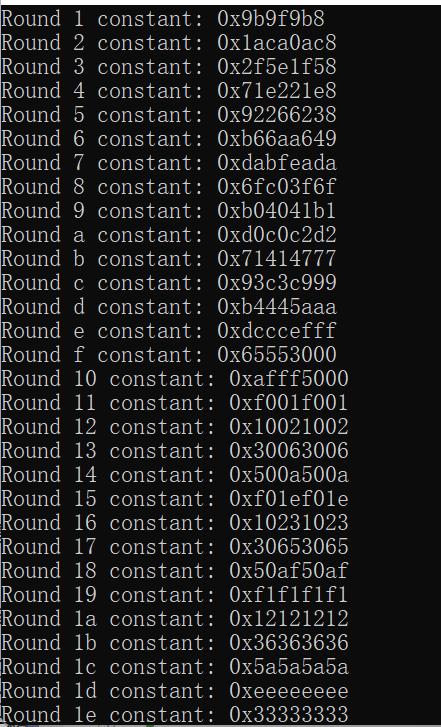 Round 1 constant: 0x9b9f9b8
Round 2 constant: 0x1aca0ac8
Round 3 constant: 0x2f5e1f58
Round 4 constant: 0x71e221e8
Round 5 constant: 0x92266238
Round 6 constant: 0xb66aa649
Round 7 constant: 0xdabfeada
Round 8 constant: 0x6fc03f6f
Round 9 constant: 0xb04041b1
Round a constant: 0xd0c0c2d2
Round b constant: 0x71414777
Round c constant: 0x93c3c999
Round d constant: 0xb4445aaa
Round e constant: 0xdcccefff
Round f constant: 0x65553000
Round 10 constant: 0xafff5000
Round 11 constant: 0xf001f001
Round 12 constant: 0x10021002
Round 13 constant: 0x30063006
Round 14 constant: 0x500a500a
Round 15 constant: 0xf01ef01e
Round 16 constant: 0x10231023
Round 17 constant: 0x30653065
Round 18 constant: 0x50af50af
Round 19 constant: 0xf1f1f1f1
Round 1a constant: 0x12121212
Round 1b constant: 0x36363636
Round 1c constant: 0x5a5a5a5a
Round 1d constant: 0xeeeeeeee
Round 1e constant: 0x33333333